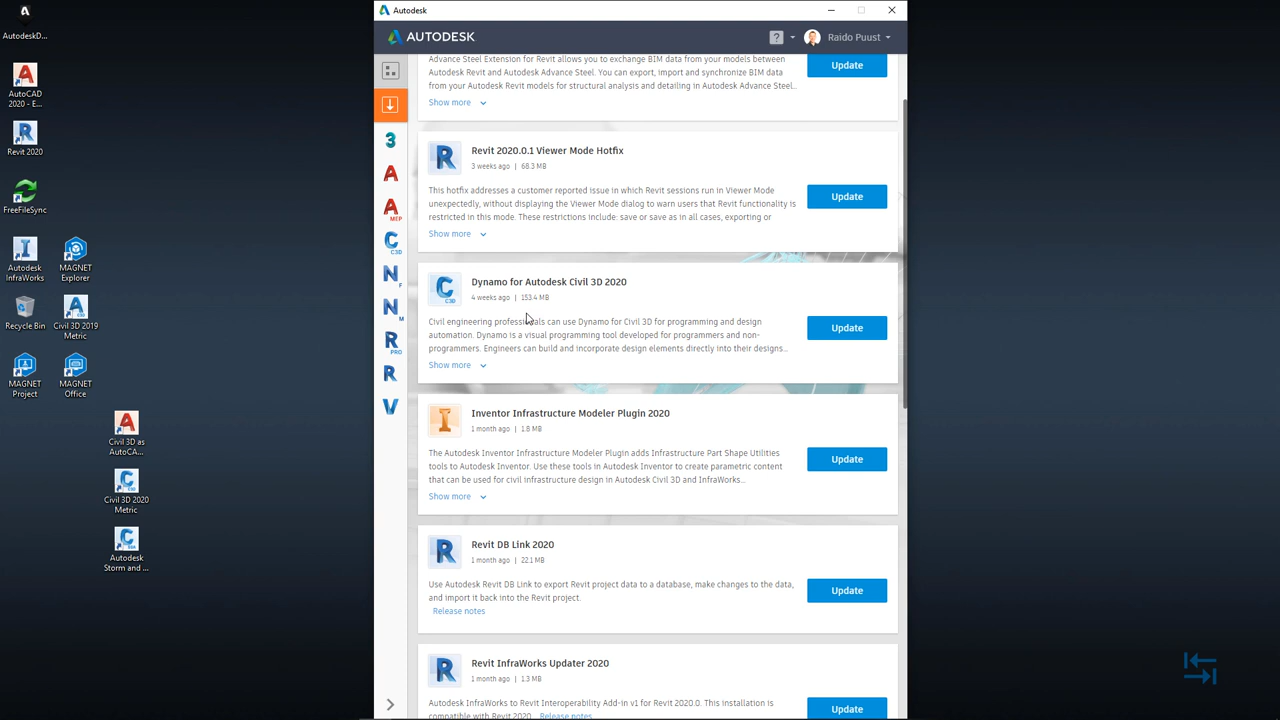 Autodesk
AUTODESK
?
Raido Puust
AutodeskD...
AutoCAD
2020 - E...
Revit 2020
FreeFileSync
Autodesk
InfraWorks
MAGNET
Explorer
Recycle Bin
Civil 3D 2019
Metric
MAGNET
Project
MAGNET
Office
Civil 3D as
AutoCA...
Civil 3D 2020
Metric
Autodesk
Storm and ...
MEP
C3D
F
M
PRO
Advance Steel Extension for Revit allows you to exchange BIM data from your models between
Autodesk Revit and Autodesk Advance Steel. You can export, import and synchronize BIM data
from your Autodesk Revit models for structural analysis and detailing in Autodesk Advance Steel...
Show more
Update
Revit 2020.0.1 Viewer Mode Hotfix
3 weeks ago | 68.3 MB
This hotfix addresses a customer reported issue in which Revit sessions run in Viewer Mode
unexpectedly, without displaying the Viewer Mode dialog to warn users that Revit functionality is
restricted in this mode. These restrictions include: save or save as in all cases, exporting or
Show more
Update
Dynamo for Autodesk Civil 3D 2020
4 weeks ago | 153.4 MB
Civil engineering professionals can use Dynamo for Civil 3D for programming and design
automation. Dynamo is a visual programming tool developed for programmers and non-
programmers. Engineers can build and incorporate design elements directly into their designs...
Show more
Update
Inventor Infrastructure Modeler Plugin 2020
1 month ago | 1.8 MB
The Autodesk Inventor Infrastructure Modeler Plugin adds Infrastructure Part Shape Utilities
tools to Autodesk Inventor. Use these tools in Autodesk Inventor to create parametric content
that can be used for civil infrastructure design in Autodesk Civil 3D and InfraWorks...
Show more
Update
Revit DB Link 2020
1 month ago | 22.1 MB
Use Autodesk Revit DB Link to export Revit project data to a database, make changes to the data,
and import it back into the Revit project.
Release notes
Update
Revit InfraWorks Updater 2020
1 month ago | 1.3 MB
Autodesk InfraWorks to Revit Interoperability Add-in v1 for Revit 2020.0. This installation is
compatible with Revit 2020. Release notes
Update